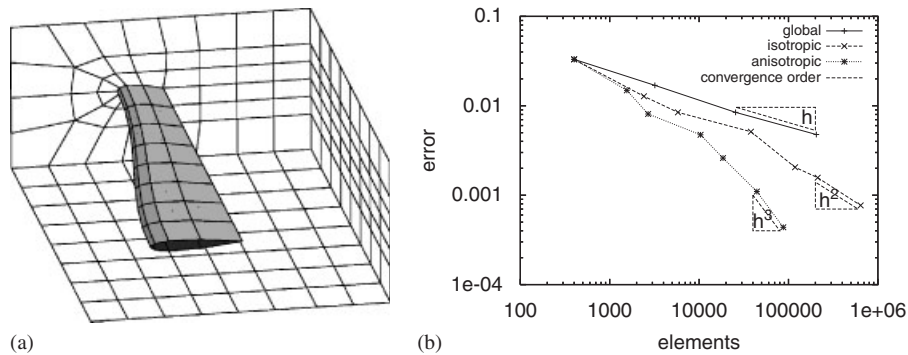 (a)
0.1
0.01
0.001
1e-04
error
100
1000
10000
100000
1e+06
elements
global
isotropic
anisotropic
convergence order
h
h2
h3
(b)